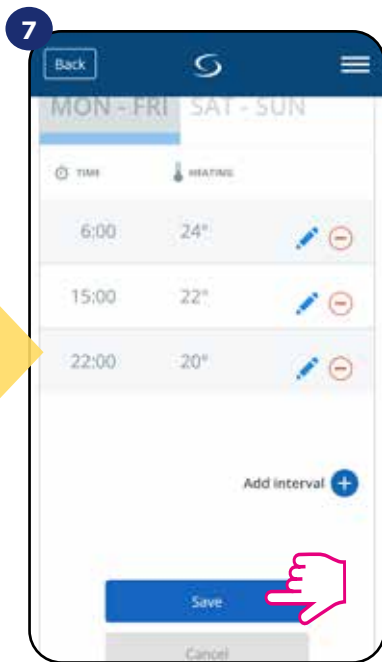 7
Back
MON - FRI SAT - SUN
TIME HEATING
6:00 24°
15:00 22°
22:00 20°
Add interval
Save
Cancel